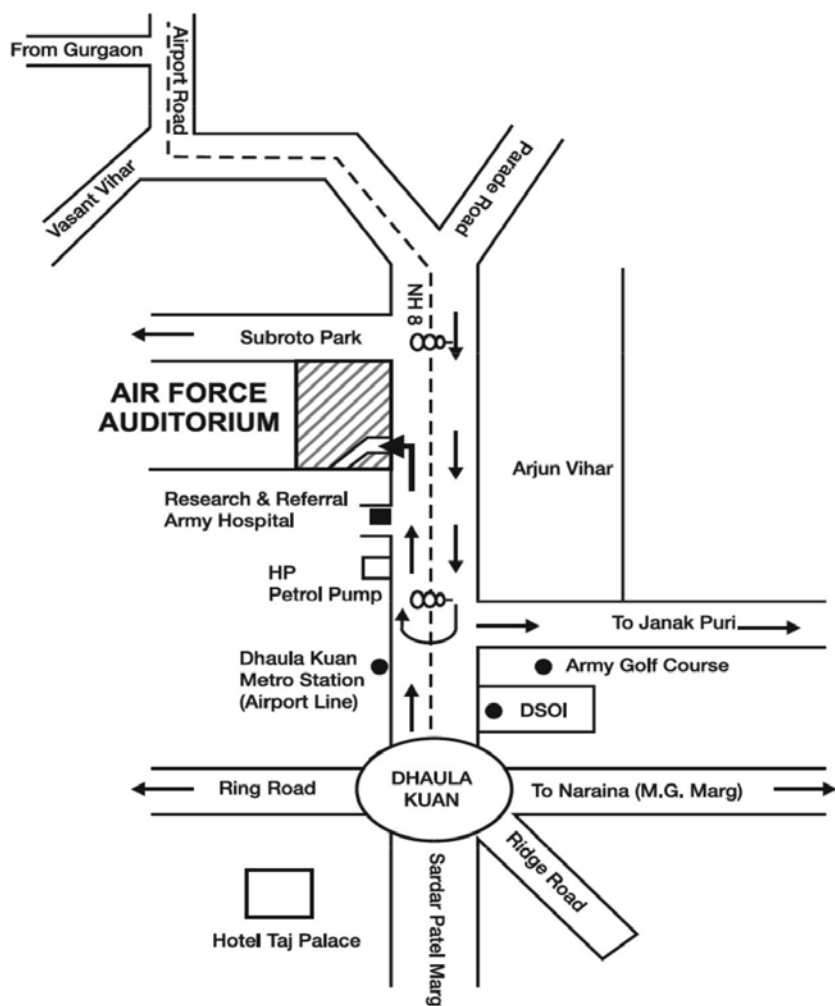 From Gurgaon
Airport Road
Vasant Vihar
Parade Road
NH 8
Subroto Park
AIR FORCE
AUDITORIUM
Arjun Vihar
Research & Referral
Army Hospital
HP
Petrol Pump
To Janak Puri
Dhaula Kuan
Metro Station
(Airport Line)
Army Golf Course
DSOI
Ring Road
DHAULA
KUAN
To Naraina (M.G. Marg)
Ridge Road
Sardar Patel Marg
Hotel Taj Palace